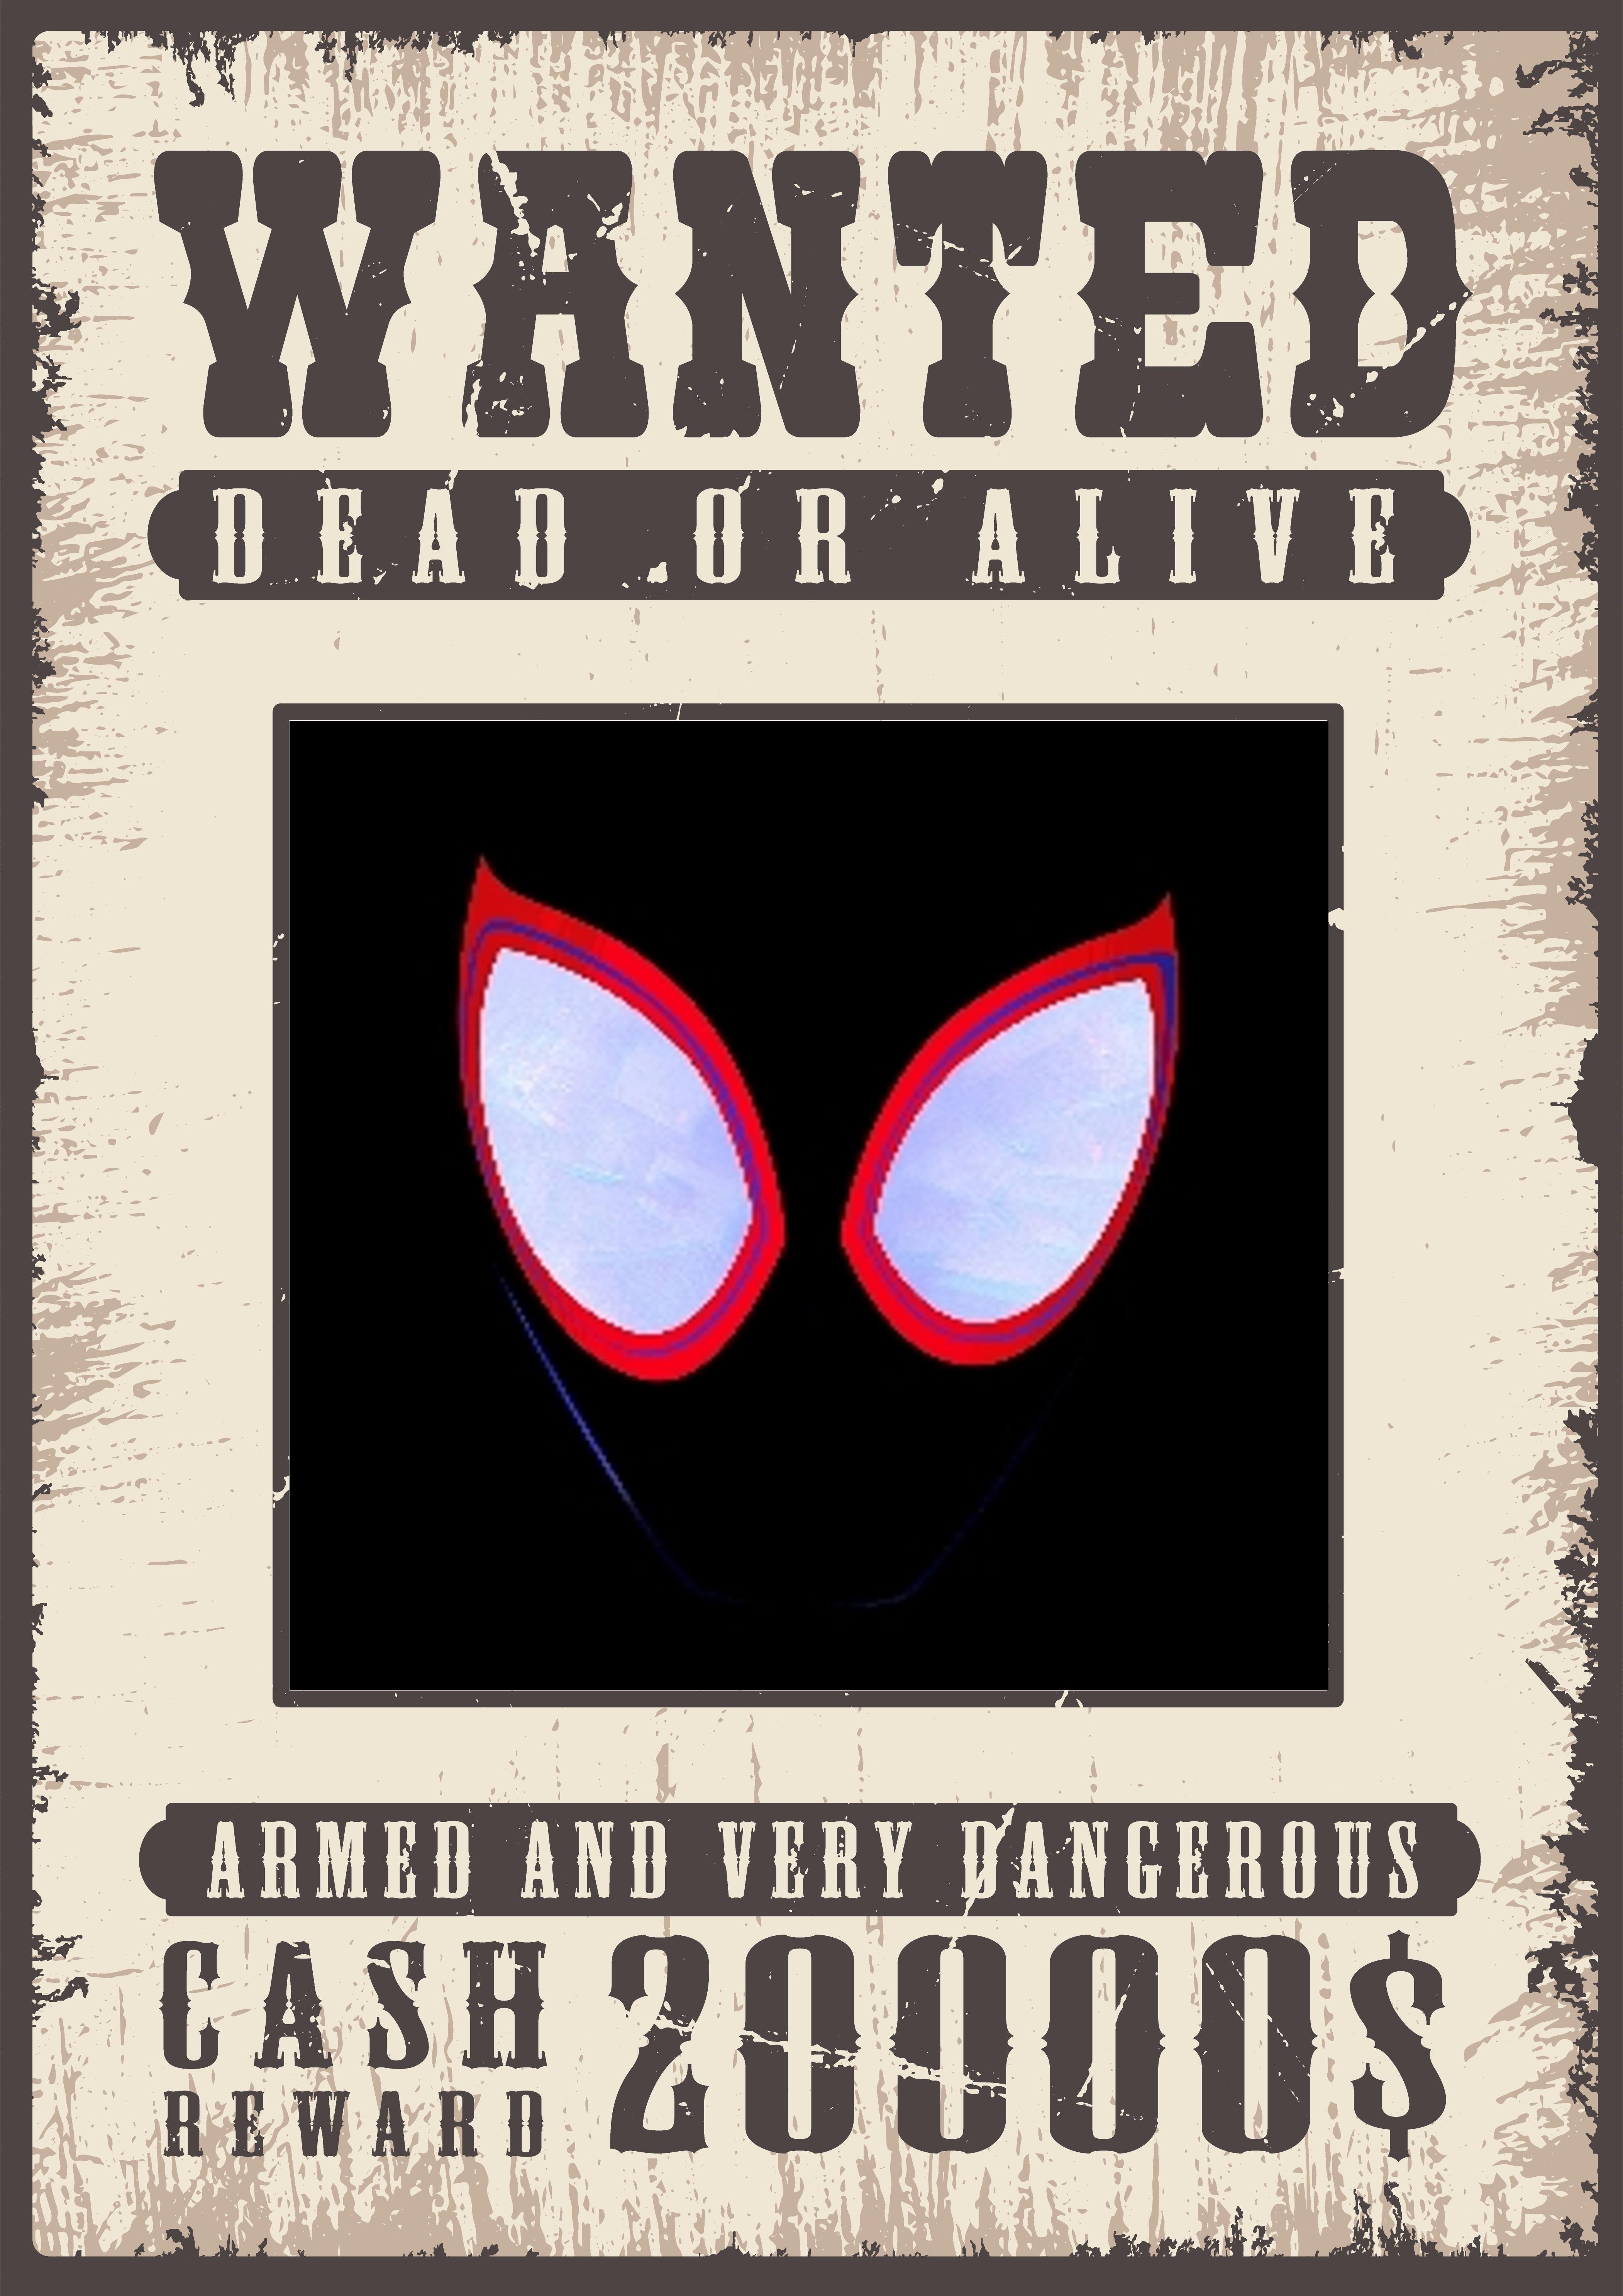 WANTED
DEAD OR ALIVE
ARMED AND VERY DANGEROUS
CASH
REWARD
20000$